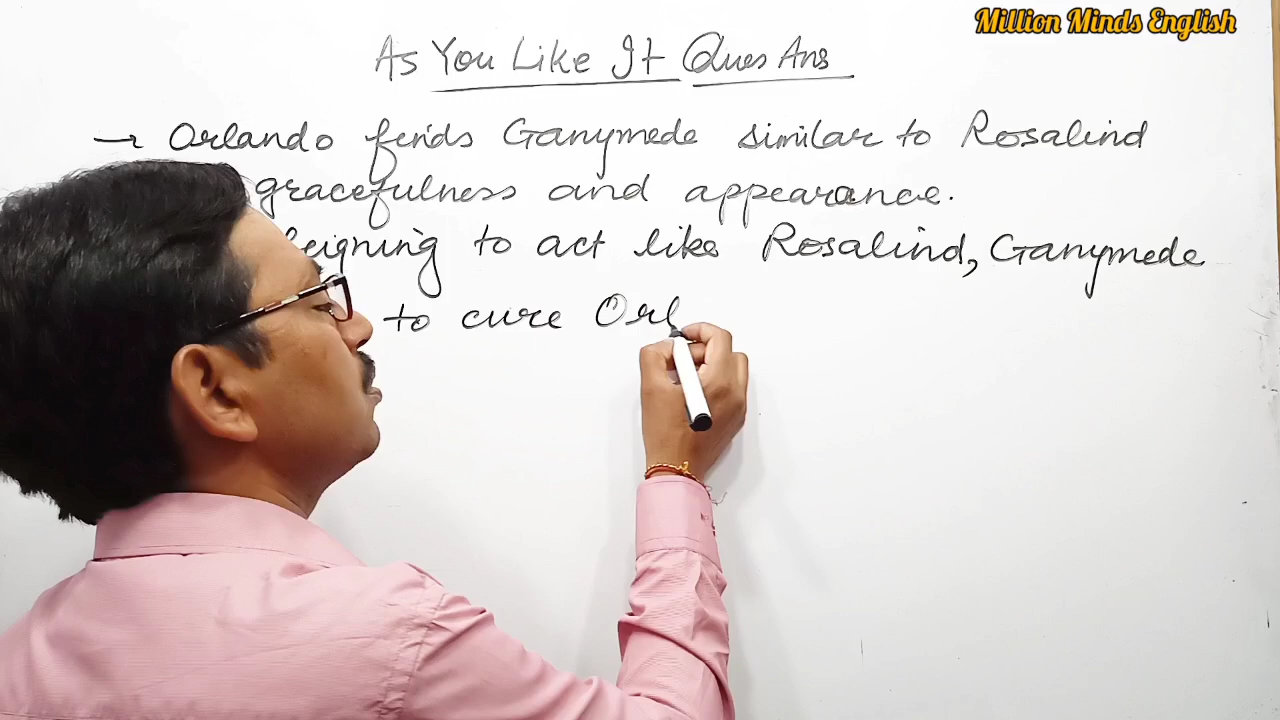 Million Minds English
As You Like It Ques Ans
→ Orlando finds Ganymede similar to Rosalind
gracefulness and appearance.
feigning to act like Rosalind, Ganymede
to cure Orl